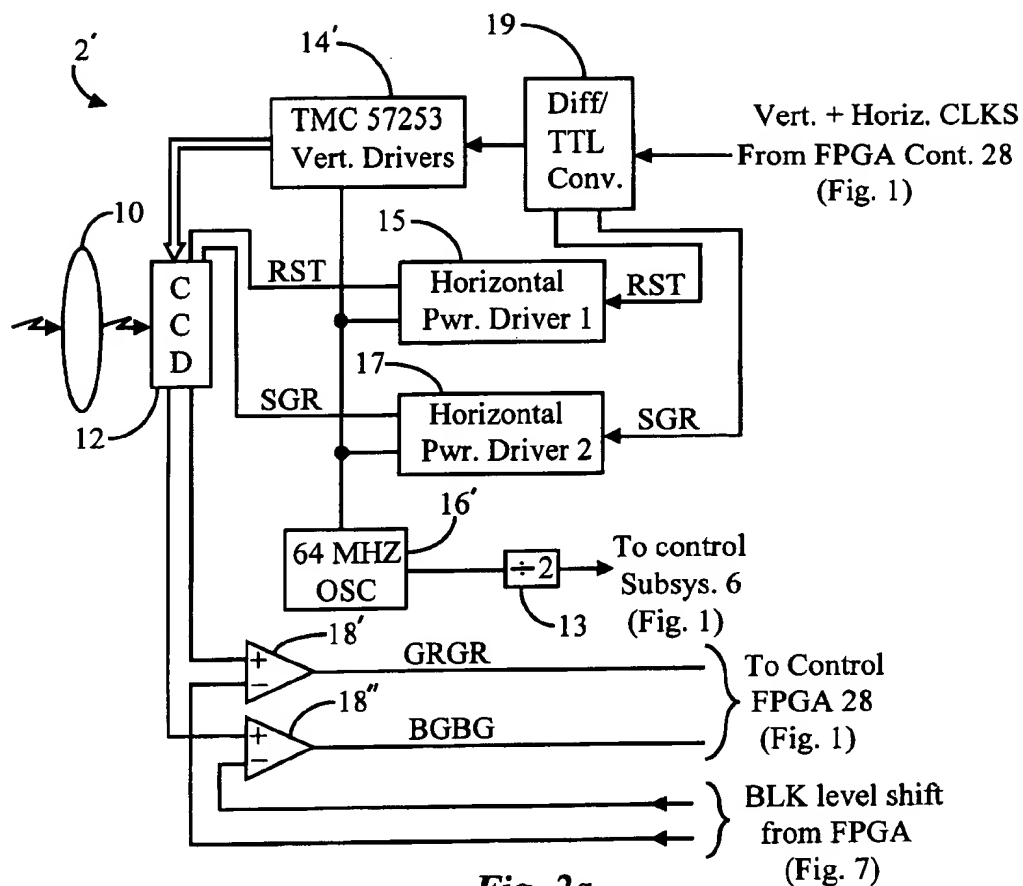 2′
14′
19
TMC 57253
Vert. Drivers
Diff/
TTL
Conv.
Vert. + Horiz. CLKS
From FPGA Cont. 28
(Fig. 1)
10
15
C
C
D
RST
Horizontal
Pwr. Driver 1
RST
17
12
SGR
Horizontal
Pwr. Driver 2
SGR
16′
64 MHZ
OSC
÷2
13
To control
Subsys. 6
(Fig. 1)
18′
+
−
GRGR
18″
+
−
BGBG
To Control
FPGA 28
(Fig. 1)
BLK level shift
from FPGA
(Fig. 7)